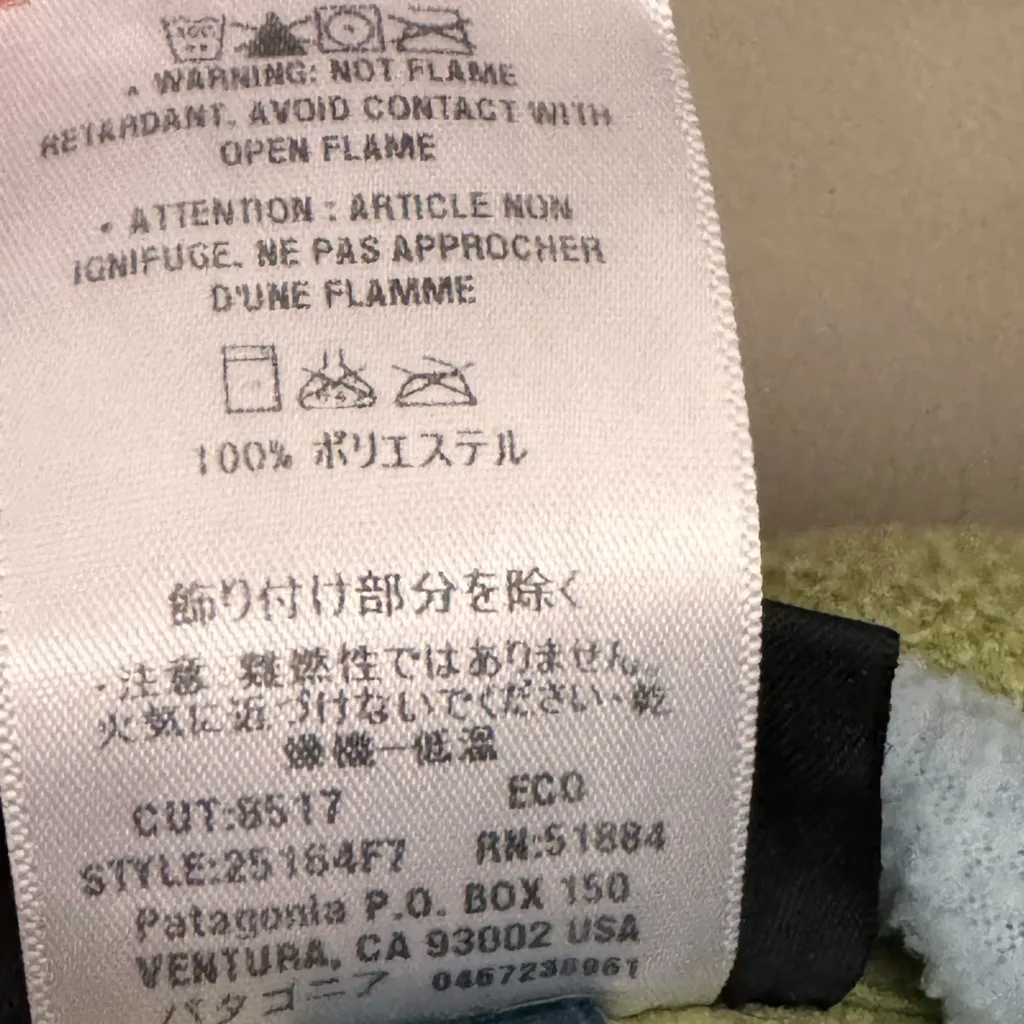 • WARNING: NOT FLAME
RETARDANT. AVOID CONTACT WITH
OPEN FLAME
• ATTENTION : ARTICLE NON
IGNIFUGE. NE PAS APPROCHER
D'UNE FLAMME
100% ポリエステル
飾り付け部分を除く
・注意 難燃性ではありません。
火気に近づけないでください・乾
燥機ー低温
CUT:8517 ECO
STYLE:25164F7 RN:51884
Patagonia P.O. BOX 150
VENTURA, CA 93002 USA
パタゴニア